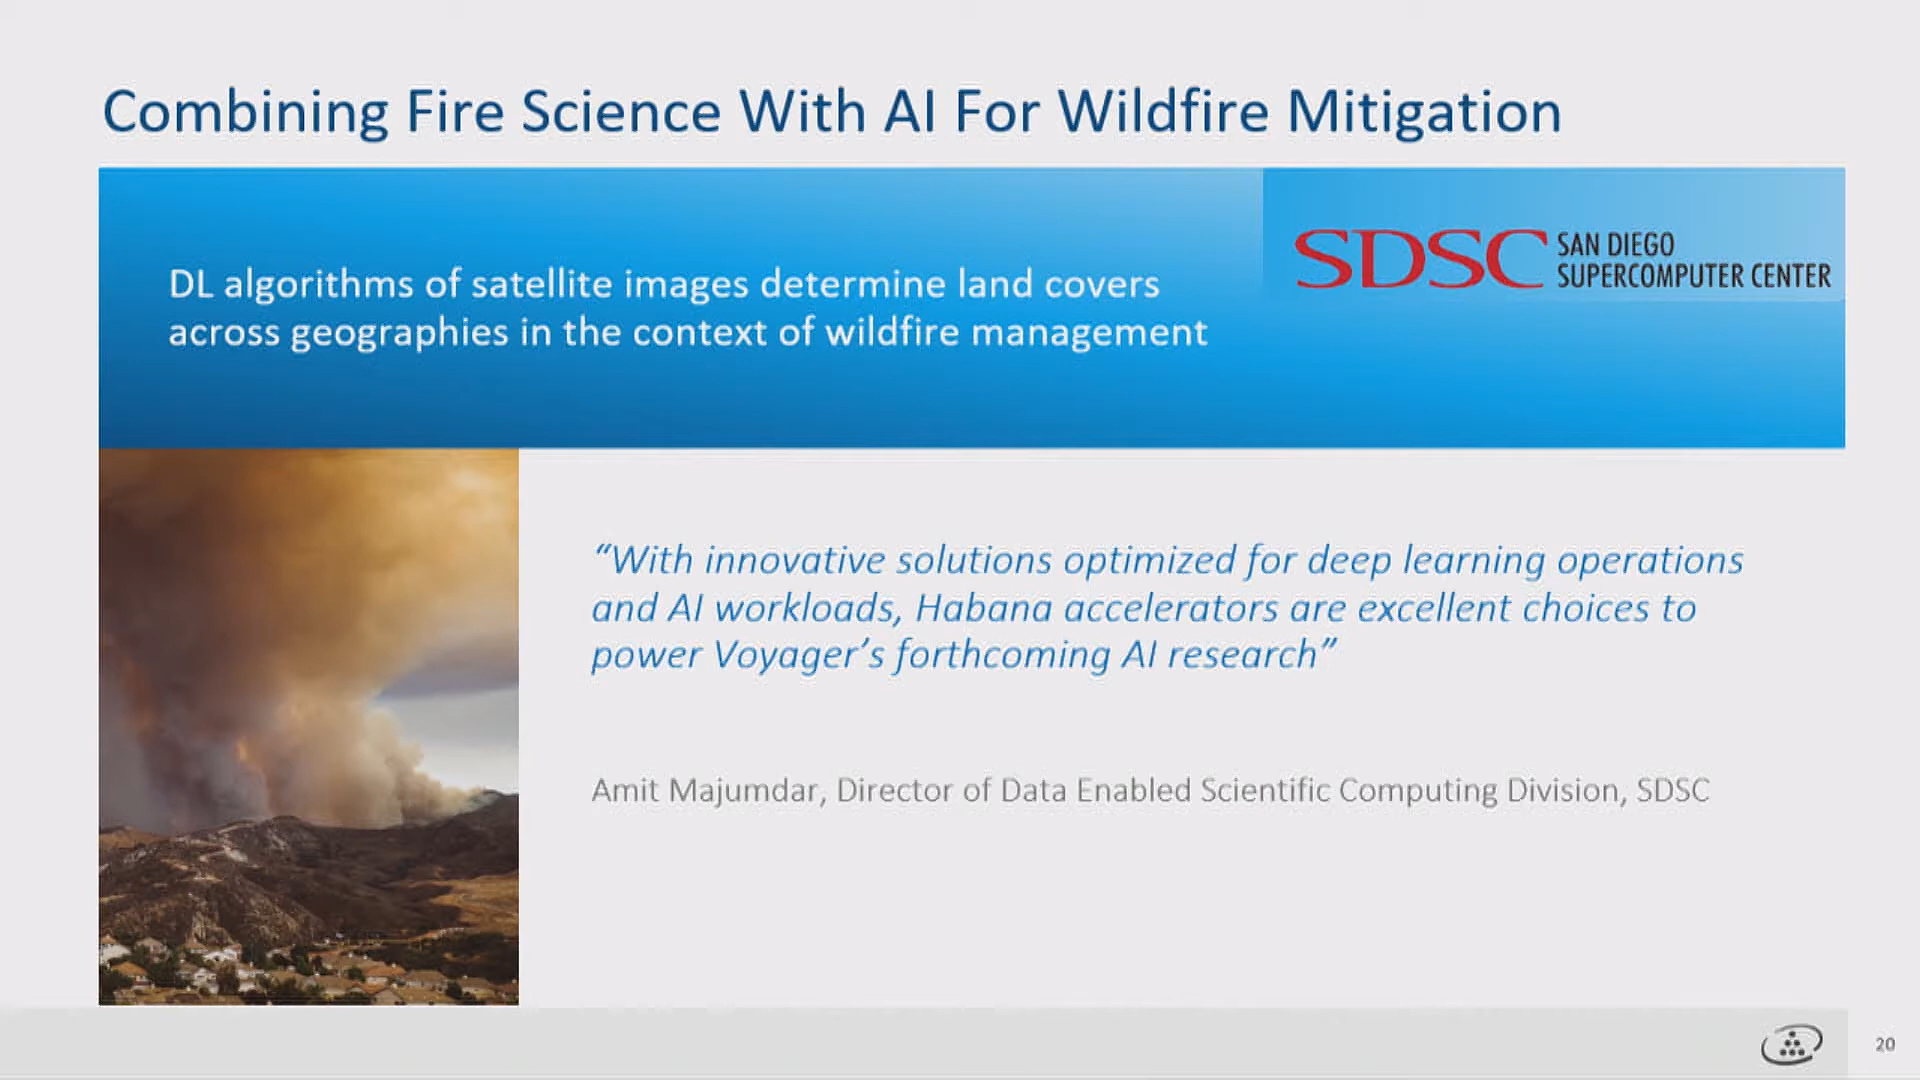 Combining Fire Science With AI For Wildfire Mitigation
DL algorithms of satellite images determine land covers
across geographies in the context of wildfire management
SDSC SAN DIEGO
SUPERCOMPUTER CENTER
“With innovative solutions optimized for deep learning operations
and AI workloads, Habana accelerators are excellent choices to
power Voyager’s forthcoming AI research”
Amit Majumdar, Director of Data Enabled Scientific Computing Division, SDSC
20